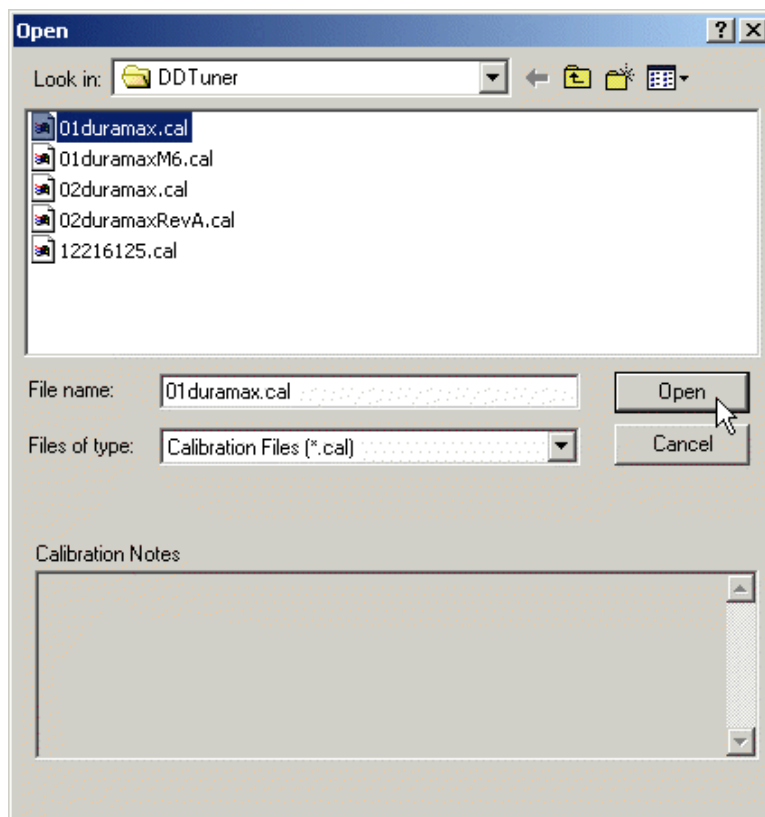 Open
Look in: DDTuner
01duramax.cal
01duramaxM6.cal
02duramax.cal
02duramaxRevA.cal
12216125.cal
File name: 01duramax.cal Open
Files of type: Calibration Files (*.cal) Cancel
Calibration Notes